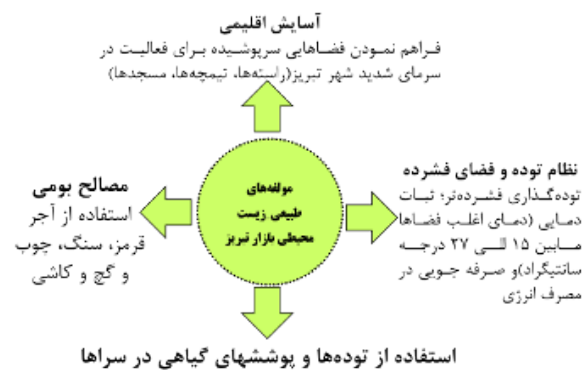 آسایش اقلیمی
فراهم نمودن فضاهایی سرپوشیده برای فعالیت در
سرمای شدید شهر تبریز(راسته‌ها، تیمچه‌ها، مسجدها)
نظام توده و فضای فشرده
توده‌گذاری فشرده‌تر؛ ثبات
دمایی (دمای اغلب فضاها
مابین ۱۵ الی ۲۷ درجه
سانتیگراد)و صرفه جویی در
مصرف انرژی
مولفه‌های
طبیعی زیست
محیطی بازار تبریز
مصالح بومی
استفاده از آجر
قرمز، سنگ، چوب
و گچ و کاشی
استفاده از توده‌ها و پوششهای گیاهی در سراها